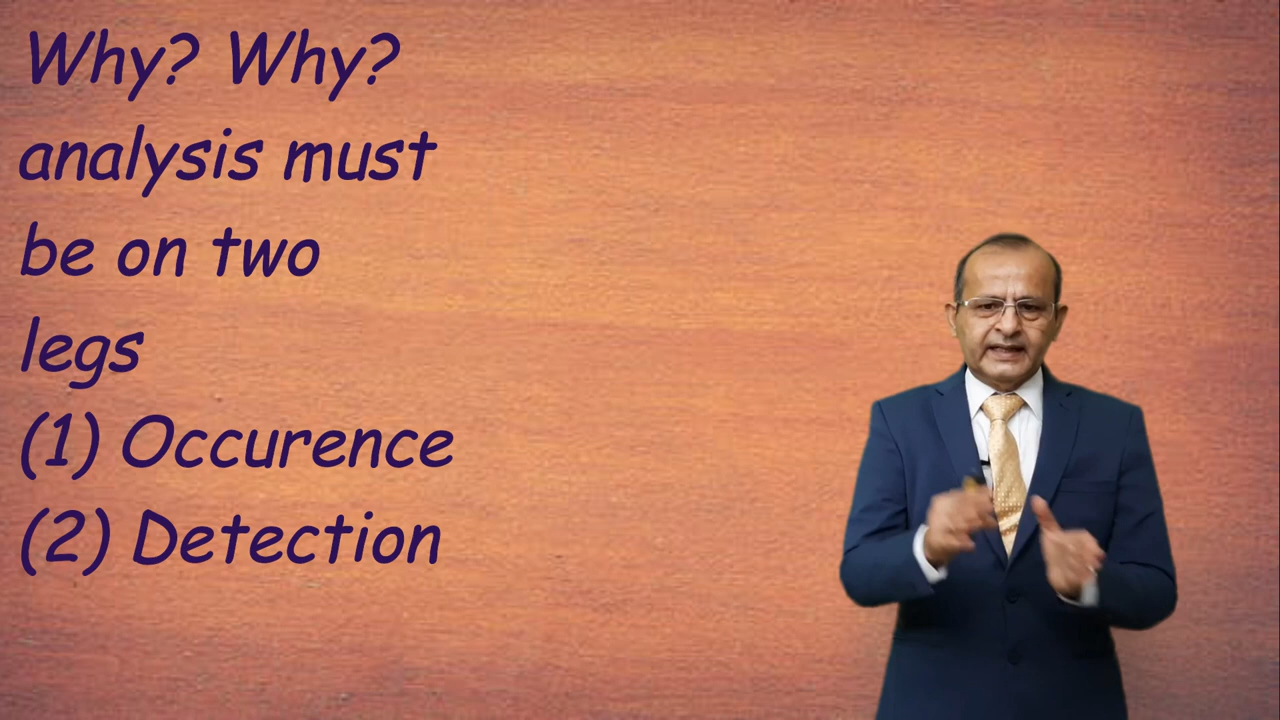 Why? Why?
analysis must
be on two
legs
(1) Occurence
(2) Detection